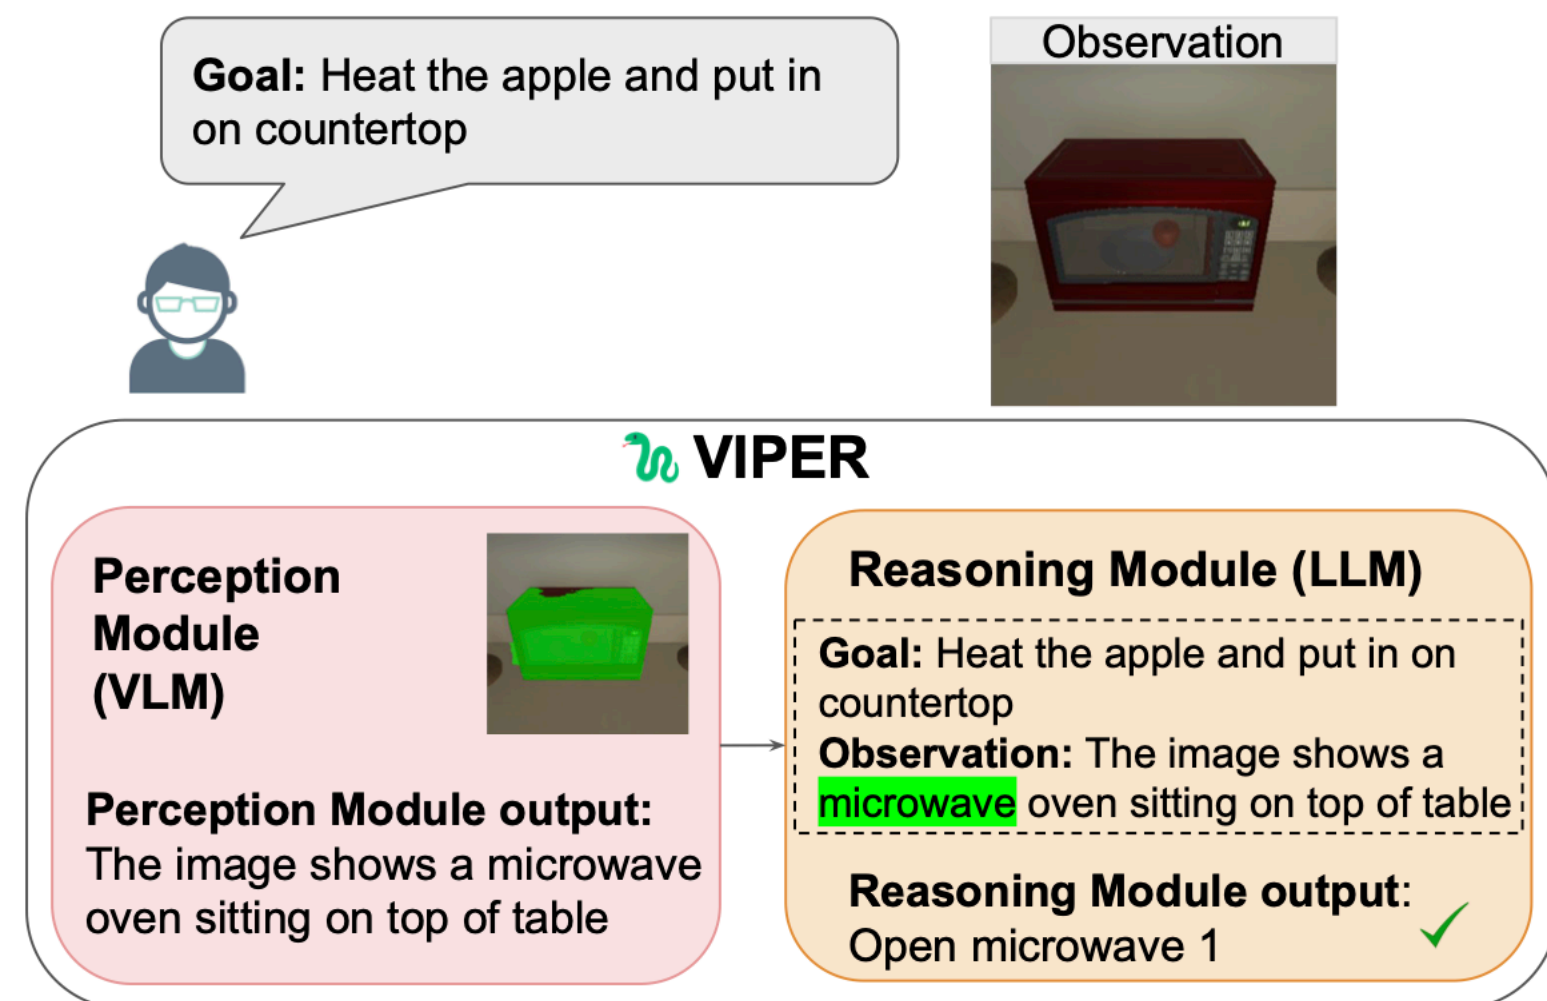 Goal: Heat the apple and put in
on countertop
Observation
VIPER
Perception
Module
(VLM)
Perception Module output:
The image shows a microwave
oven sitting on top of table
Reasoning Module (LLM)
Goal: Heat the apple and put in on
countertop
Observation: The image shows a
microwave oven sitting on top of table
Reasoning Module output:
Open microwave 1